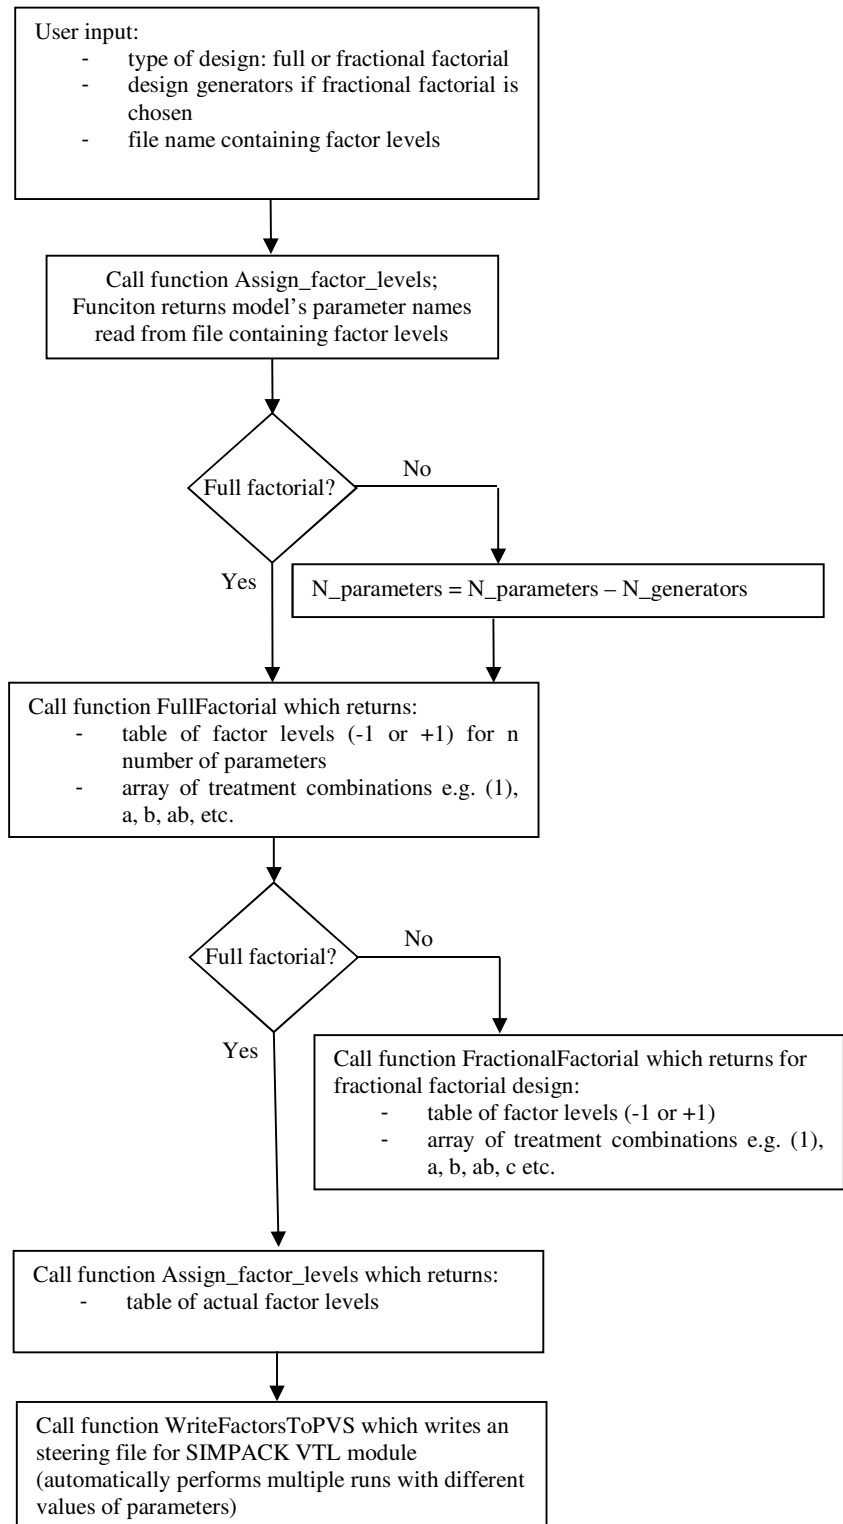 User input:
- type of design: full or fractional factorial
- design generators if fractional factorial is
chosen
- file name containing factor levels
Call function Assign_factor_levels;
Funciton returns model's parameter names
read from file containing factor levels
Full factorial?
No
Yes
N_parameters = N_parameters – N_generators
Call function FullFactorial which returns:
- table of factor levels (-1 or +1) for n
number of parameters
- array of treatment combinations e.g. (1),
a, b, ab, etc.
Full factorial?
No
Yes
Call function FractionalFactorial which returns for
fractional factorial design:
- table of factor levels (-1 or +1)
- array of treatment combinations e.g. (1),
a, b, ab, c etc.
Call function Assign_factor_levels which returns:
- table of actual factor levels
Call function WriteFactorsToPVS which writes an
steering file for SIMPACK VTL module
(automatically performs multiple runs with different
values of parameters)